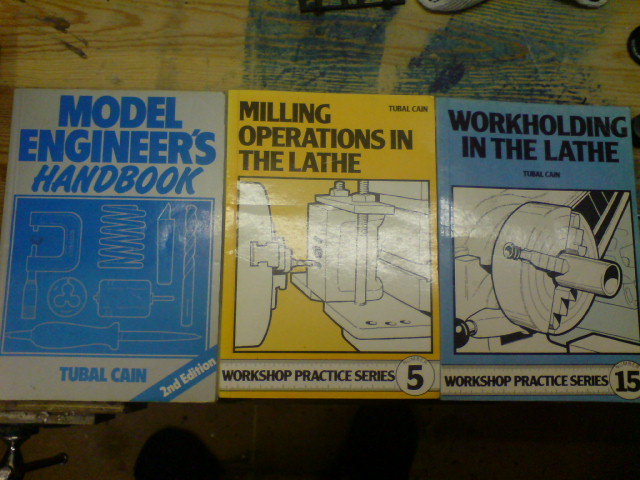 MODEL
ENGINEER'S
HANDBOOK
TUBAL CAIN
2nd Edition
MILLING
OPERATIONS IN
THE LATHE
TUBAL CAIN
WORKSHOP PRACTICE SERIES
5
WORKHOLDING
IN THE LATHE
TUBAL CAIN
WORKSHOP PRACTICE SERIES
15